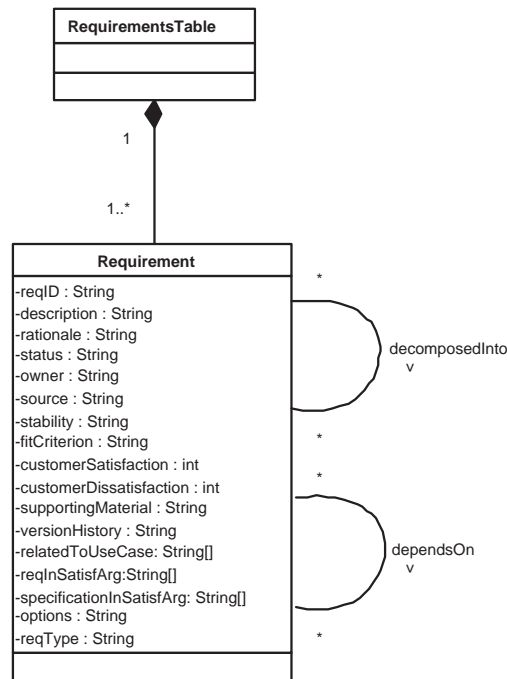 RequirementsTable
1
1..*
Requirement
-reqID : String
-description : String
-rationale : String
-status : String
-owner : String
-source : String
-stability : String
-fitCriterion : String
-customerSatisfaction : int
-customerDissatisfaction : int
-supportingMaterial : String
-versionHistory : String
-relatedToUseCase: String[]
-reqInSatisfArg:String[]
-specificationInSatisfArg: String[]
-options : String
-reqType : String
*
decomposedInto
v
*
*
dependsOn
v
*